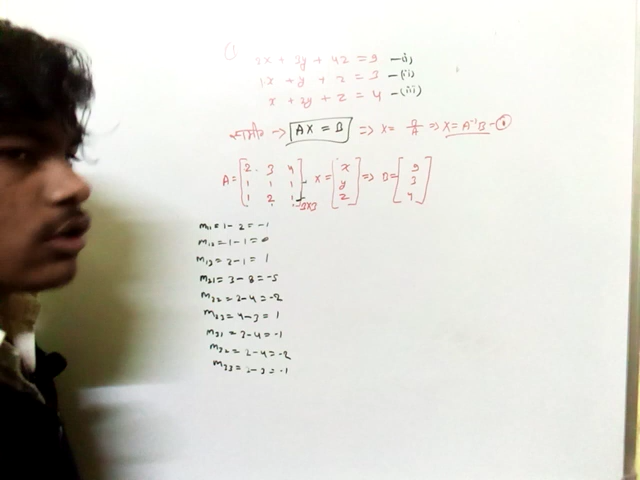 ①
2x + 3y + 4z = 9 —(i)
1x + y + z = 3 —(ii)
x + 2y + z = 4 —(iii)
→ AX = B ⇒ X = B/A ⇒ X = A⁻¹B —①
A = [2 3 4; 1 1 1; 1 2 1]3×3 X = [x; y; z] ⇒ B = [9; 3; 4]
m11 = 1 - 2 = -1
m12 = 1 - 1 = 0
m13 = 2 - 1 = 1
m21 = 3 - 8 = -5
m22 = 2 - 4 = -2
m23 = 4 - 3 = 1
m31 = 3 - 4 = -1
m32 = 2 - 4 = -2
m33 = 2 - 3 = -1